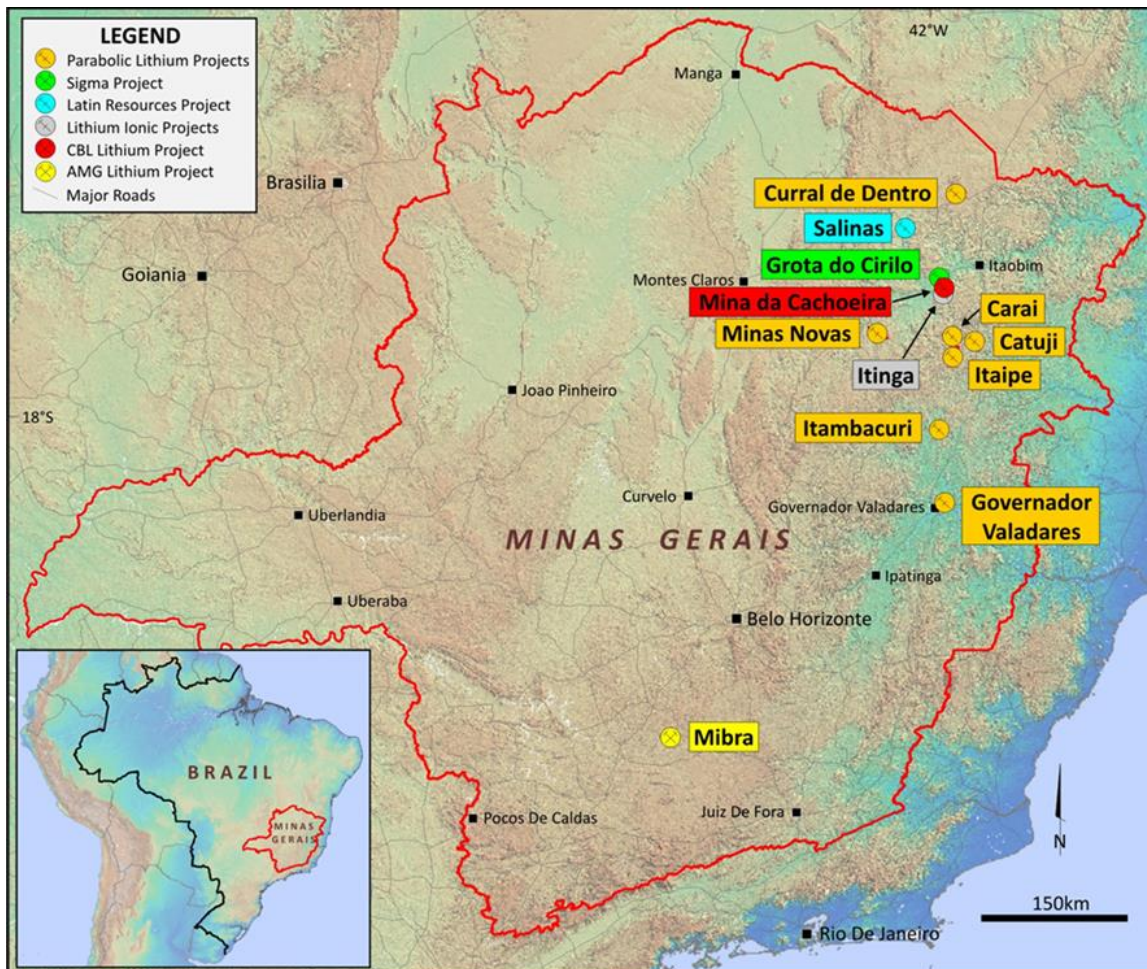 LEGEND
Parabolic Lithium Projects
Sigma Project
Latin Resources Project
Lithium Ionic Projects
CBL Lithium Project
AMG Lithium Project
Major Roads
42°W
Manga
Brasilia
Curral de Dentro
Salinas
Goiania
Itaobim
Montes Claros
Grota do Cirilo
Mina da Cachoeira
Carai
Minas Novas
Catuji
Itinga
Itaipe
Joao Pinheiro
18°S
Itambacuri
Curvelo
Governador Valadares
Governador
Valadares
Uberlandia
MINAS GERAIS
Ipatinga
Uberaba
Belo Horizonte
Mibra
BRAZIL
MINAS
GERAIS
Pocos De Caldas
Juiz De Fora
N
150km
Rio De Janeiro